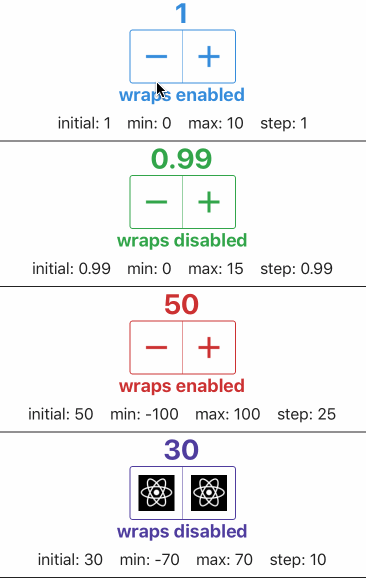 1
− +
wraps enabled
initial: 1 min: 0 max: 10 step: 1
0.99
− +
wraps disabled
initial: 0.99 min: 0 max: 15 step: 0.99
50
− +
wraps enabled
initial: 50 min: -100 max: 100 step: 25
30
wraps disabled
initial: 30 min: -70 max: 70 step: 10